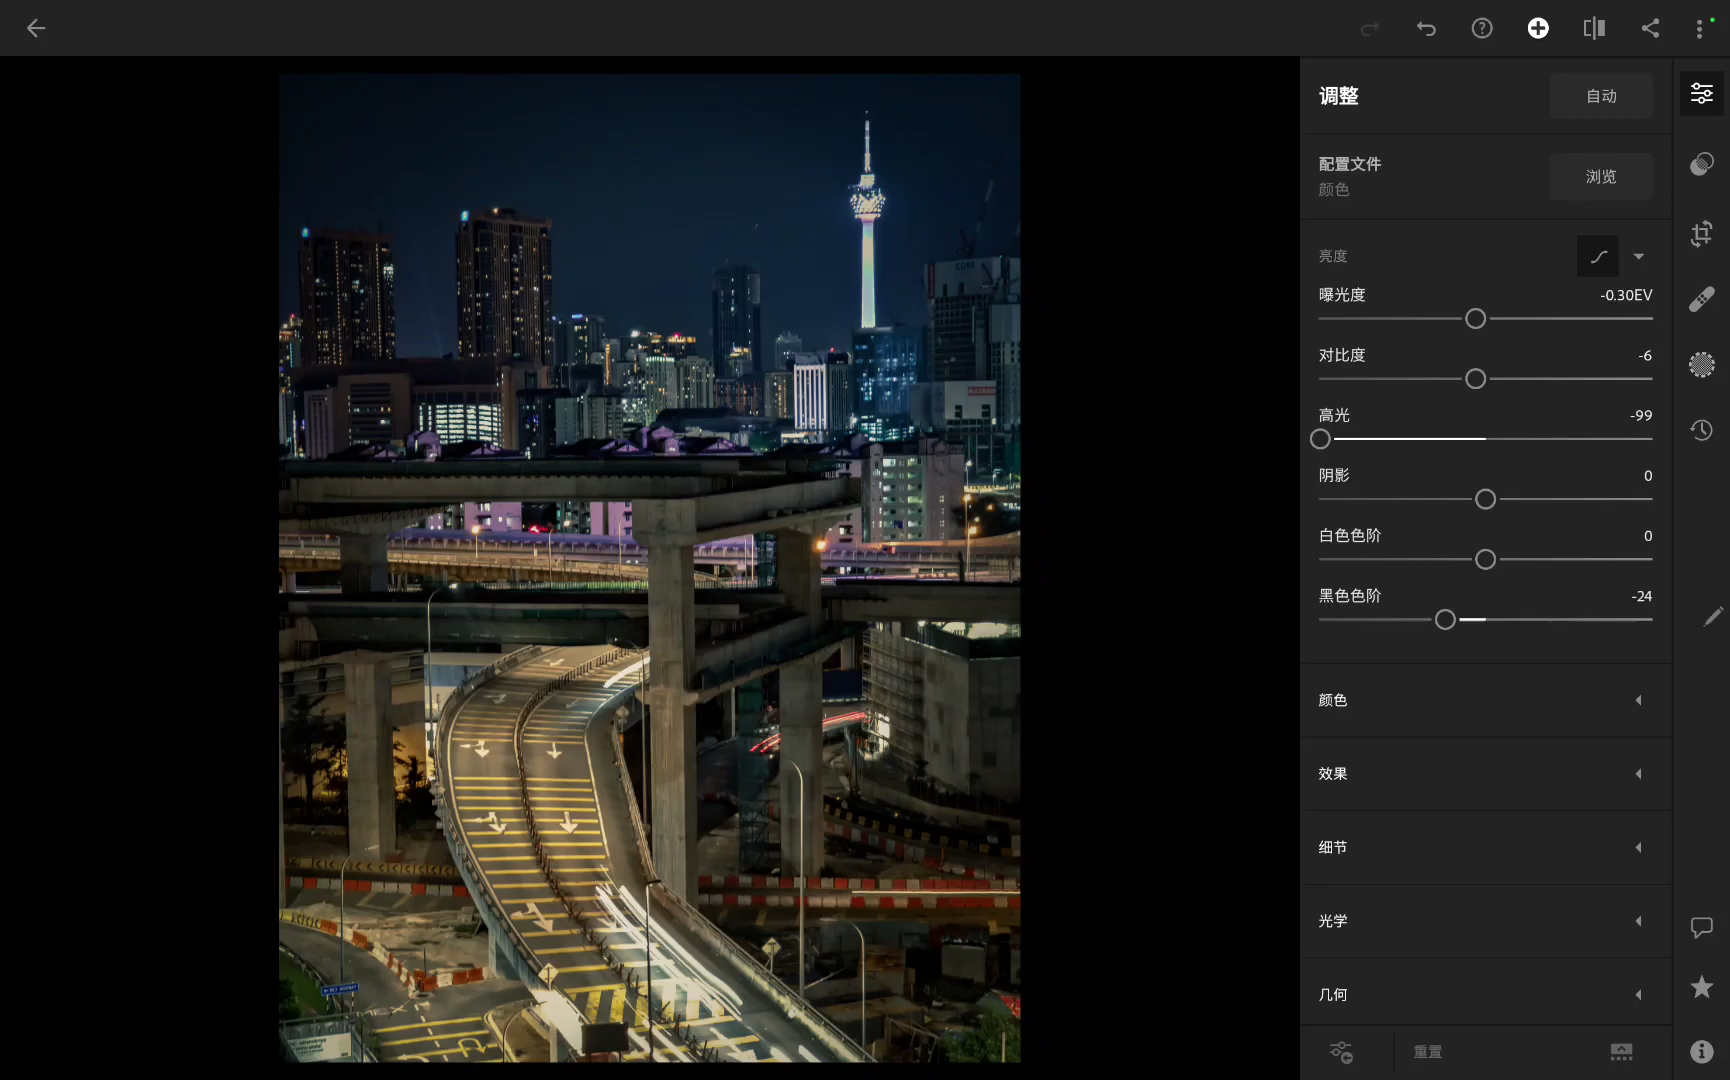 调整
自动
配置文件
颜色
浏览
亮度
曝光度 -0.30EV
对比度 -6
高光 -99
阴影 0
白色色阶 0
黑色色阶 -24
颜色
效果
细节
光学
几何
重置